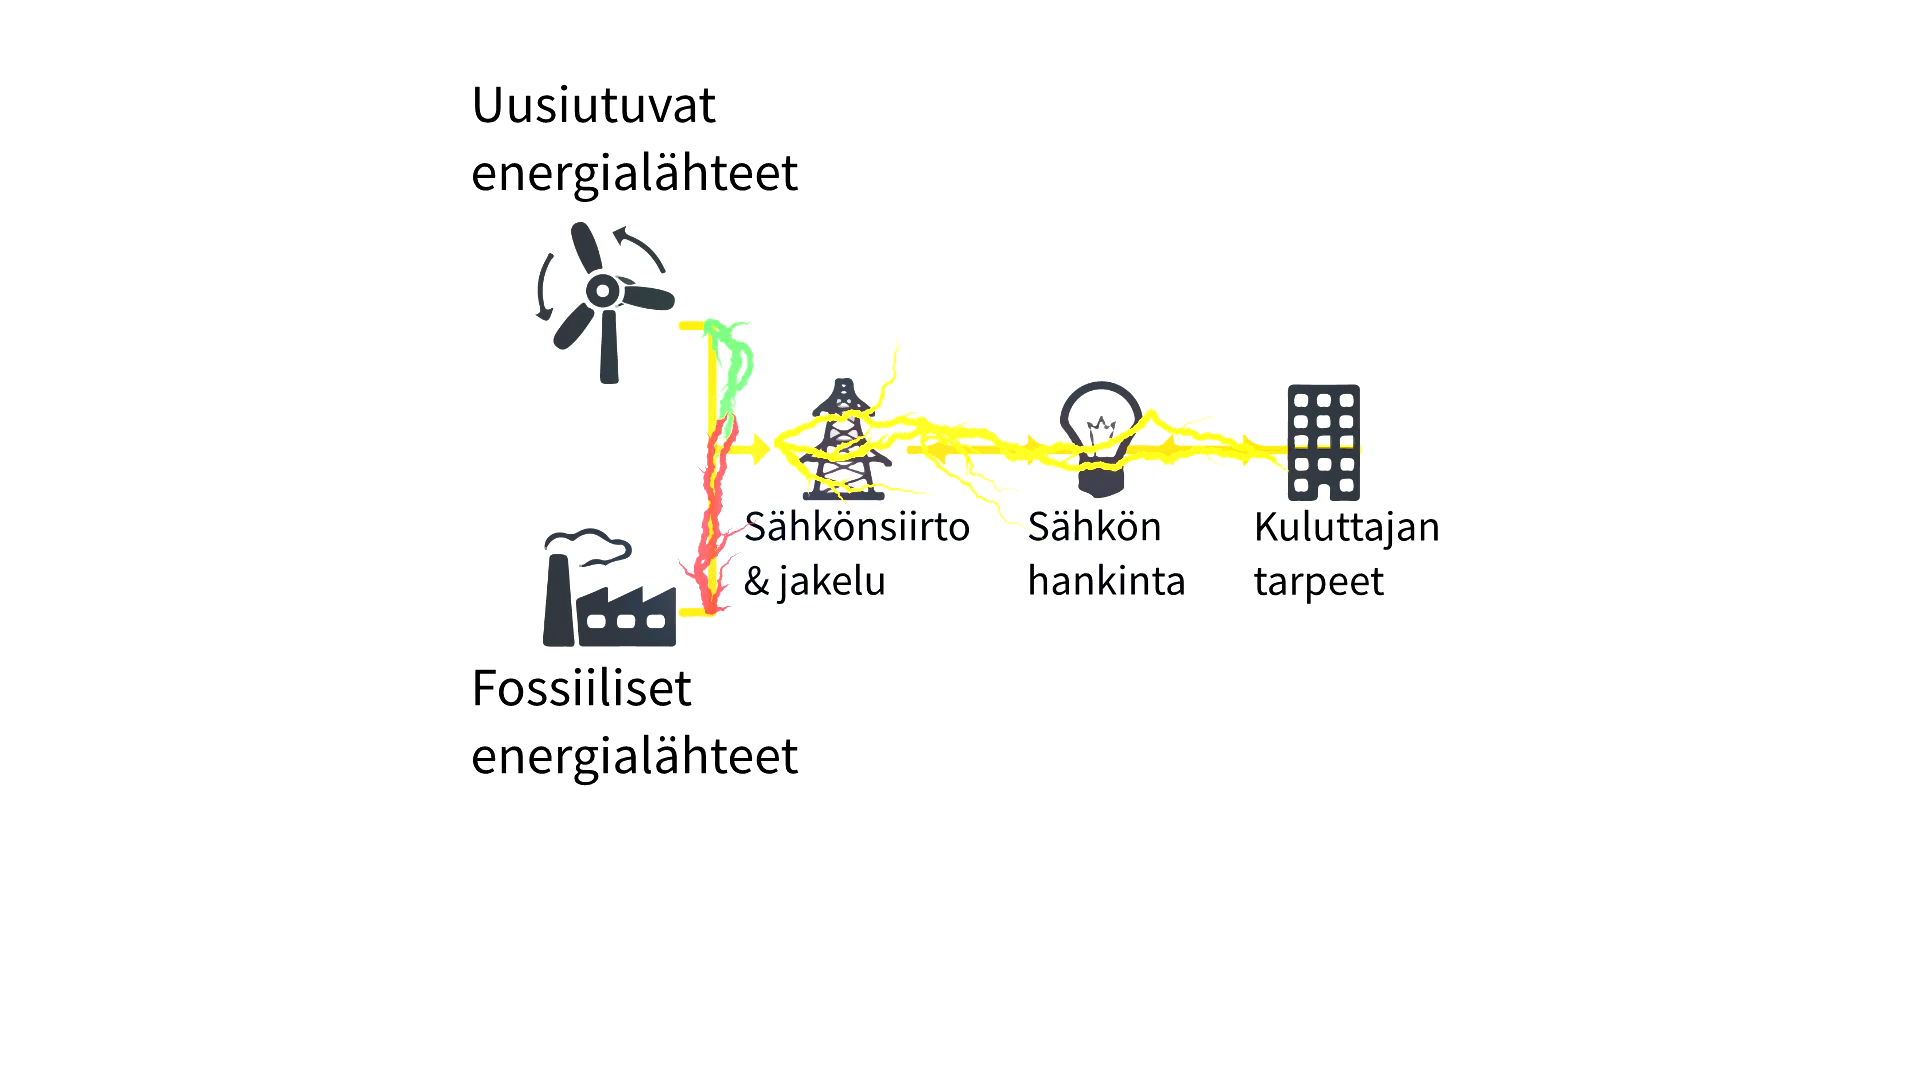 Uusiutuvat
energialähteet
Sähkönsiirto
& jakelu
Sähkön
hankinta
Kuluttajan
tarpeet
Fossiiliset
energialähteet